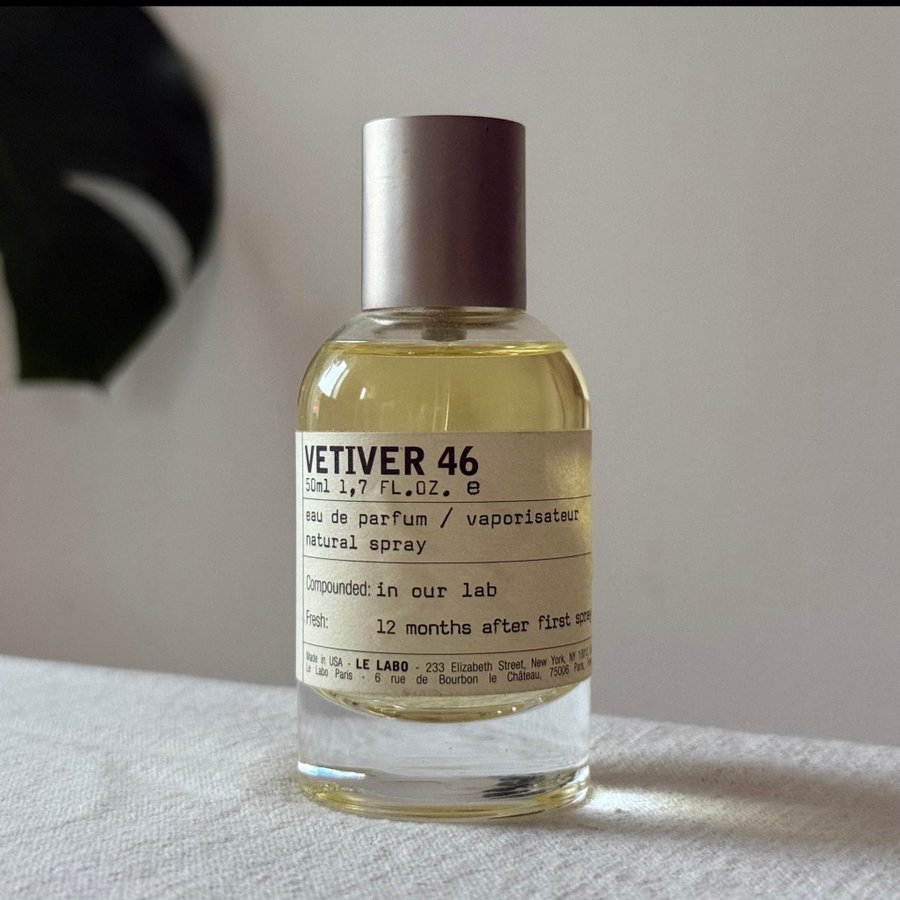 VETIVER 46
50ml 1,7 FL.OZ. e
eau de parfum / vaporisateur
natural spray
Compounded: in our lab
Fresh: 12 months after first spray
Made in USA - LE LABO - 233 Elizabeth Street, New York, NY 10012,
Le Labo Paris - 6 rue de Bourbon le Château, 75006 Paris,